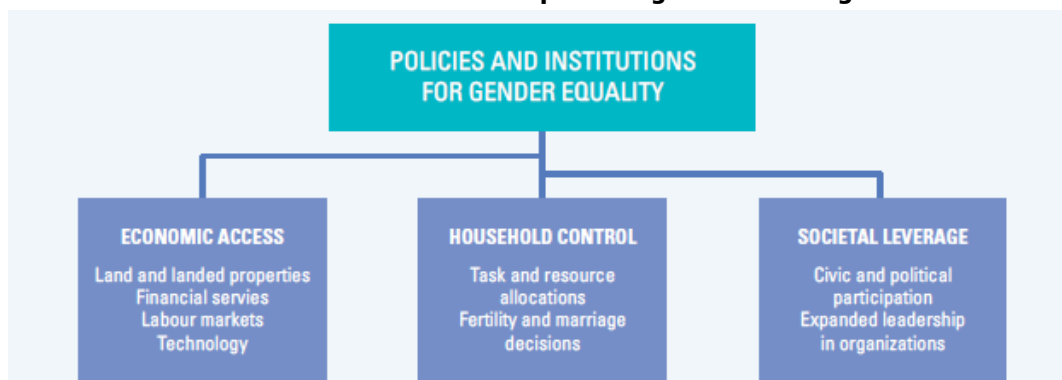 POLICIES AND INSTITUTIONS
FOR GENDER EQUALITY
ECONOMIC ACCESS
Land and landed properties
Financial servies
Labour markets
Technology
HOUSEHOLD CONTROL
Task and resource
allocations
Fertility and marriage
decisions
SOCIETAL LEVERAGE
Civic and political
participation
Expanded leadership
in organizations